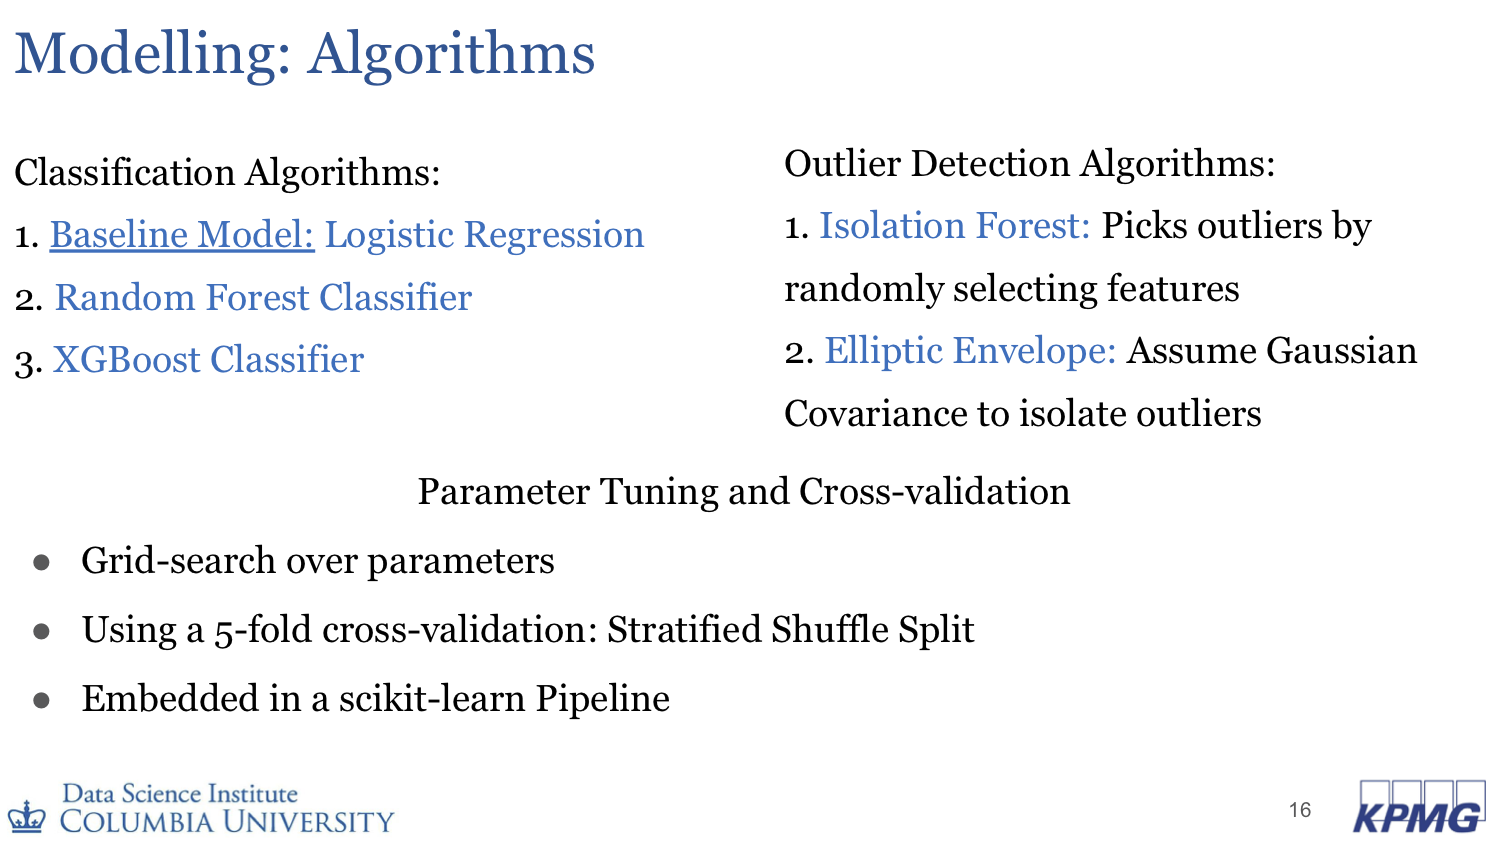 Modelling: Algorithms
Classification Algorithms:
1. Baseline Model: Logistic Regression
2. Random Forest Classifier
3. XGBoost Classifier
Outlier Detection Algorithms:
1. Isolation Forest: Picks outliers by
randomly selecting features
2. Elliptic Envelope: Assume Gaussian
Covariance to isolate outliers
Parameter Tuning and Cross-validation
● Grid-search over parameters
● Using a 5-fold cross-validation: Stratified Shuffle Split
● Embedded in a scikit-learn Pipeline
Data Science Institute
COLUMBIA UNIVERSITY
16
KPMG